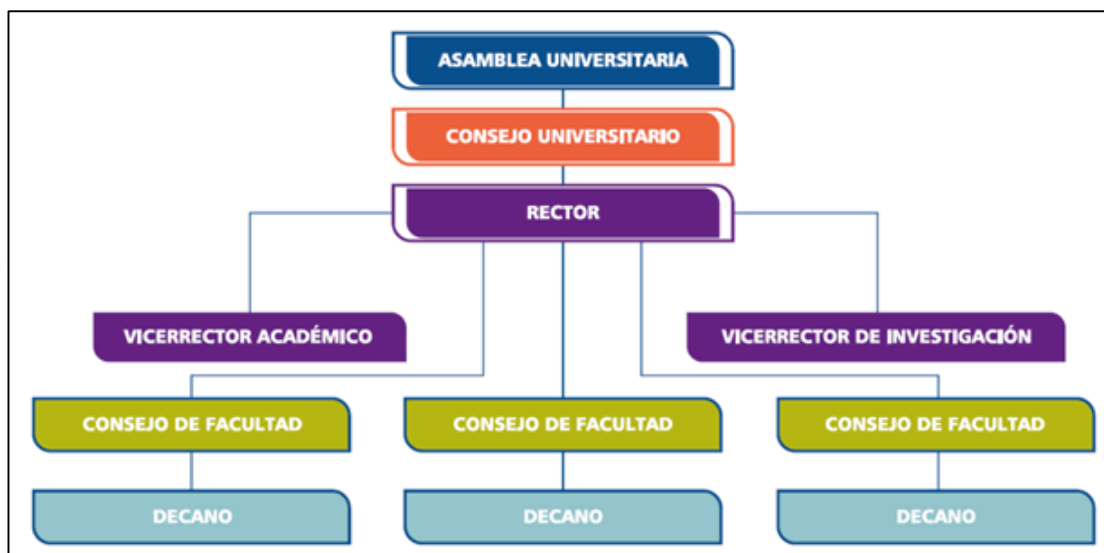 ASAMBLEA UNIVERSITARIA
CONSEJO UNIVERSITARIO
RECTOR
VICERRECTOR ACADÉMICO
VICERRECTOR DE INVESTIGACIÓN
CONSEJO DE FACULTAD
CONSEJO DE FACULTAD
CONSEJO DE FACULTAD
DECANO
DECANO
DECANO